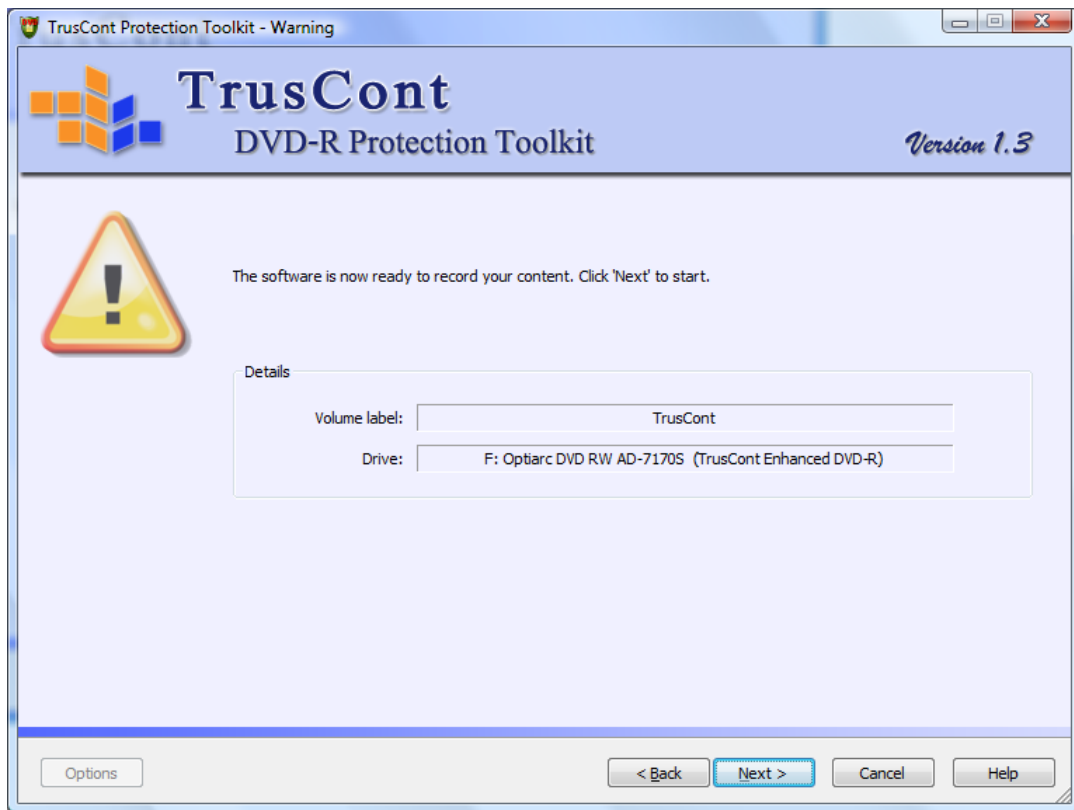 TrusCont Protection Toolkit - Warning
TrusCont
DVD-R Protection Toolkit
Version 1.3
The software is now ready to record your content. Click 'Next' to start.
Details
Volume label: TrusCont
Drive: F: Optiarc DVD RW AD-7170S (TrusCont Enhanced DVD-R)
Options < Back Next > Cancel Help